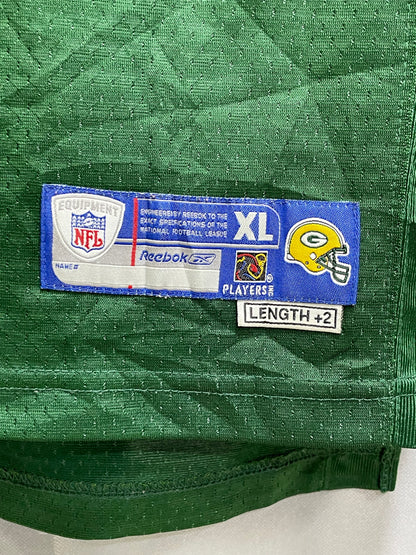 EQUIPMENT
NFL
ENGINEERED BY REEBOK TO THE
EXACT SPECIFICATIONS OF THE
NATIONAL FOOTBALL LEAGUE
XL
G
Reebok
NAME#
PLAYERS INC
LENGTH +2